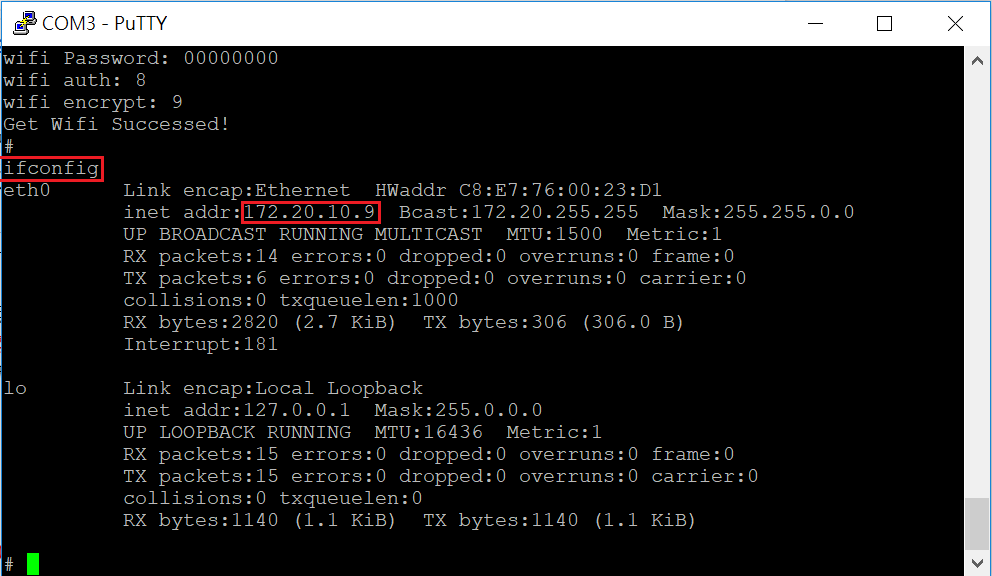 COM3 - PuTTY
wifi Password: 00000000
wifi auth: 8
wifi encrypt: 9
Get Wifi Successed!
#
ifconfig
eth0      Link encap:Ethernet  HWaddr C8:E7:76:00:23:D1
          inet addr:172.20.10.9  Bcast:172.20.255.255  Mask:255.255.0.0
          UP BROADCAST RUNNING MULTICAST  MTU:1500  Metric:1
          RX packets:14 errors:0 dropped:0 overruns:0 frame:0
          TX packets:6 errors:0 dropped:0 overruns:0 carrier:0
          collisions:0 txqueuelen:1000
          RX bytes:2820 (2.7 KiB)  TX bytes:306 (306.0 B)
          Interrupt:181
lo        Link encap:Local Loopback
          inet addr:127.0.0.1  Mask:255.0.0.0
          UP LOOPBACK RUNNING  MTU:16436  Metric:1
          RX packets:15 errors:0 dropped:0 overruns:0 frame:0
          TX packets:15 errors:0 dropped:0 overruns:0 carrier:0
          collisions:0 txqueuelen:0
          RX bytes:1140 (1.1 KiB)  TX bytes:1140 (1.1 KiB)
#